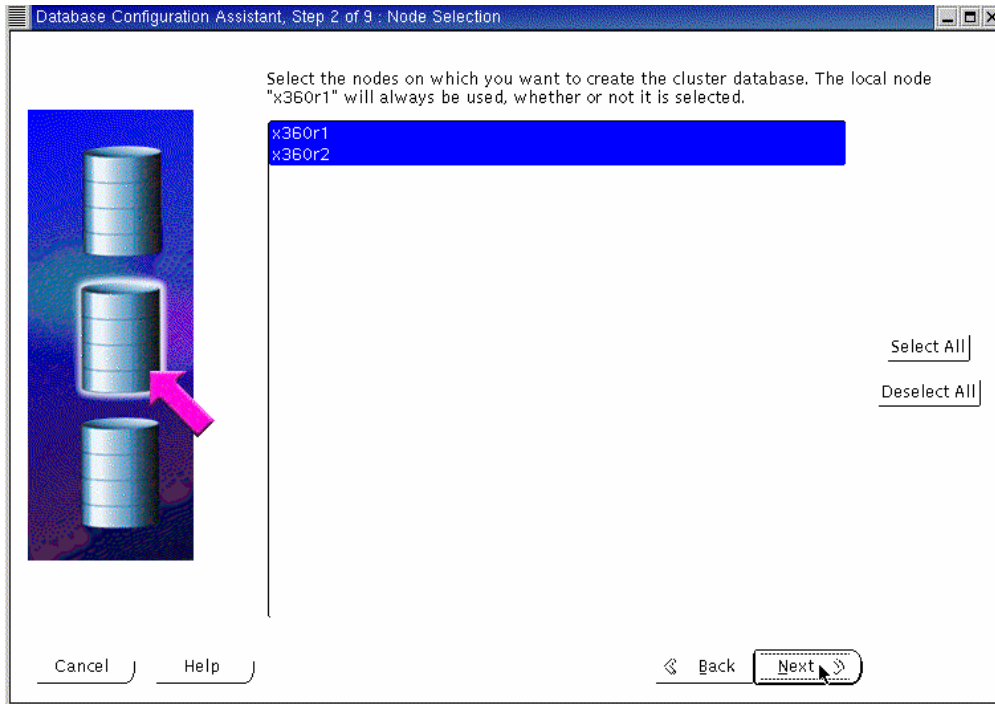 Database Configuration Assistant, Step 2 of 9 : Node Selection
Select the nodes on which you want to create the cluster database. The local node
"x360r1" will always be used, whether or not it is selected.
x360r1
x360r2
Select All
Deselect All
Cancel
Help
Back
Next